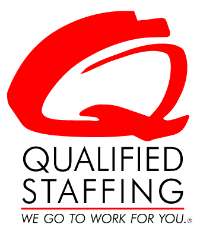 Q
QUALIFIED
STAFFING
WE GO TO WORK FOR YOU.®